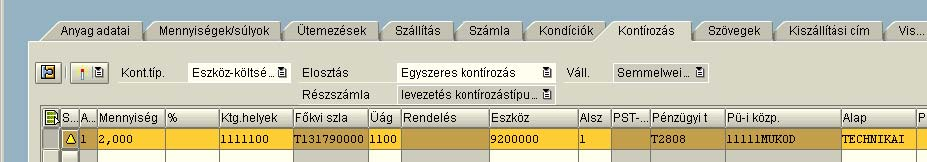 Anyag adatai Mennyiségek/súlyok Ütemezések Szállítás Számla Kondíciók Kontírozás Szövegek Kiszállítási cím Vis...
Kont.típ. Eszköz-költsé... Elosztás Egyszeres kontírozás Váll. Semmelwei...
Részszámla levezetés kontírozástípu...
S... A... Mennyiség % Ktg.helyek Főkvi szla Üág Rendelés Eszköz Alsz PST-... Pénzügyi t Pü-i közp. Alap P
1 2,000 1111100 T131790000 1100 9200000 1 T2808 11111MUKOD TECHNIKAI